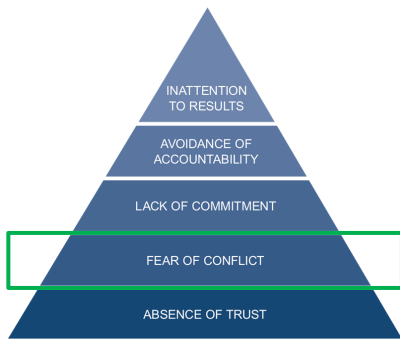 INATTENTION
TO RESULTS
AVOIDANCE OF
ACCOUNTABILITY
LACK OF COMMITMENT
FEAR OF CONFLICT
ABSENCE OF TRUST